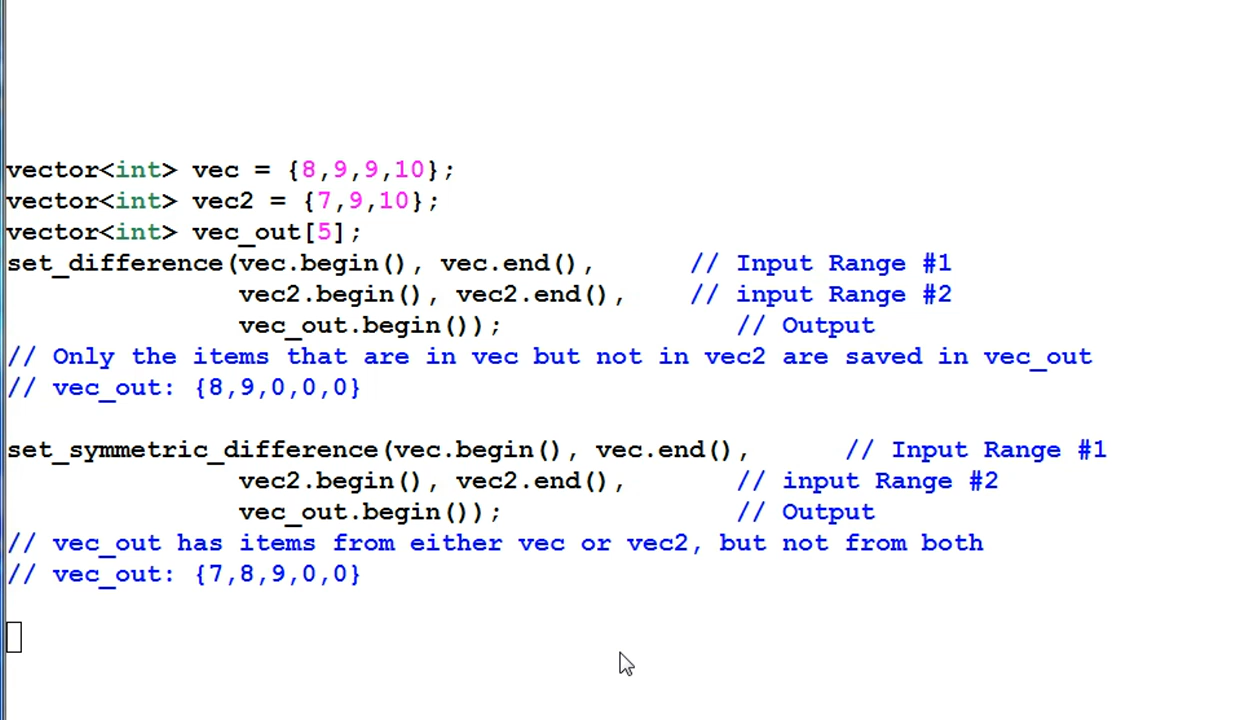 vector<int> vec = {8,9,9,10};
vector<int> vec2 = {7,9,10};
vector<int> vec_out[5];
set_difference(vec.begin(), vec.end(),      // Input Range #1
               vec2.begin(), vec2.end(),    // input Range #2
               vec_out.begin());               // Output
// Only the items that are in vec but not in vec2 are saved in vec_out
// vec_out: {8,9,0,0,0}
set_symmetric_difference(vec.begin(), vec.end(),      // Input Range #1
               vec2.begin(), vec2.end(),       // input Range #2
               vec_out.begin());               // Output
// vec_out has items from either vec or vec2, but not from both
// vec_out: {7,8,9,0,0}